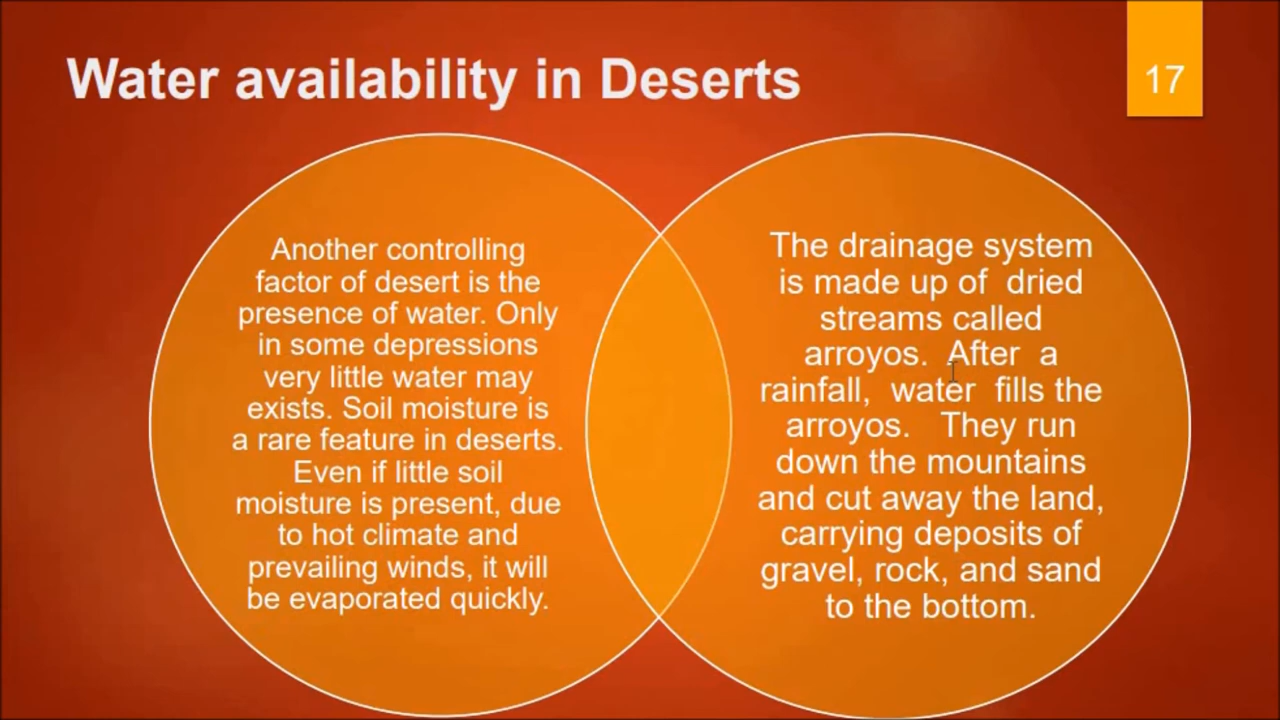 Water availability in Deserts
17
Another controlling
factor of desert is the
presence of water. Only
in some depressions
very little water may
exists. Soil moisture is
a rare feature in deserts.
Even if little soil
moisture is present, due
to hot climate and
prevailing winds, it will
be evaporated quickly.
The drainage system
is made up of dried
streams called
arroyos. After a
rainfall, water fills the
arroyos. They run
down the mountains
and cut away the land,
carrying deposits of
gravel, rock, and sand
to the bottom.